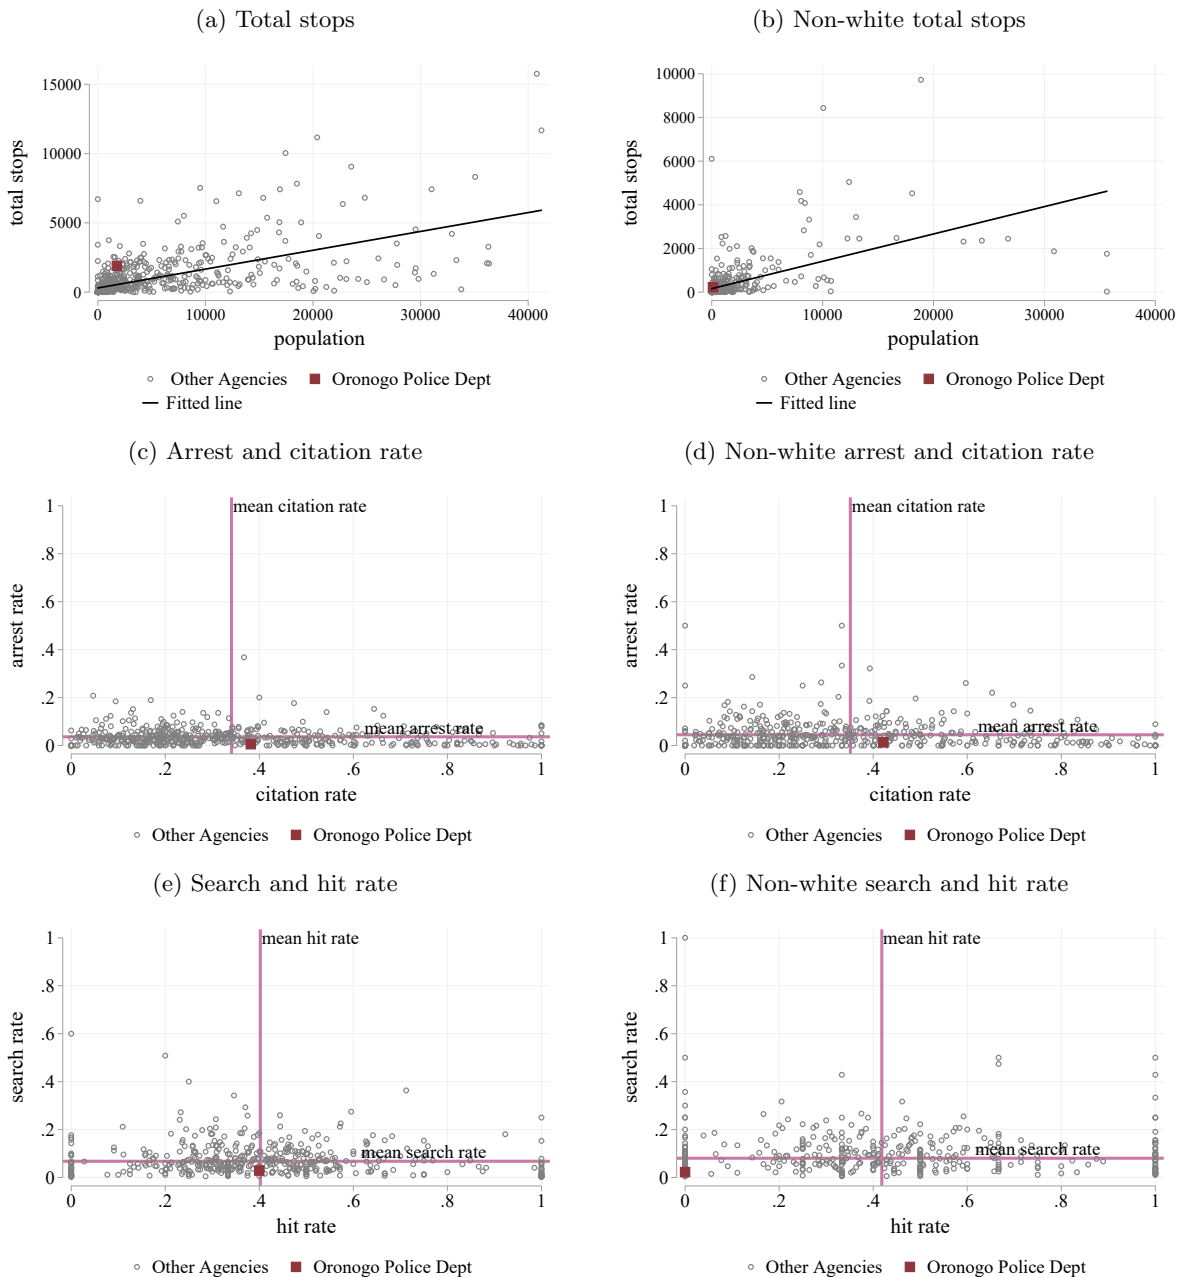 (a) Total stops
(b) Non-white total stops
total stops
15000
10000
5000
0
0 10000 20000 30000 40000
population
Other Agencies Oronogo Police Dept
Fitted line
total stops
10000
8000
6000
4000
2000
0
0 10000 20000 30000 40000
population
Other Agencies Oronogo Police Dept
Fitted line
(c) Arrest and citation rate
(d) Non-white arrest and citation rate
arrest rate
1
.8
.6
.4
.2
0
mean citation rate
mean arrest rate
0 .2 .4 .6 .8 1
citation rate
Other Agencies Oronogo Police Dept
arrest rate
1
.8
.6
.4
.2
0
mean citation rate
mean arrest rate
0 .2 .4 .6 .8 1
citation rate
Other Agencies Oronogo Police Dept
(e) Search and hit rate
(f) Non-white search and hit rate
search rate
1
.8
.6
.4
.2
0
mean hit rate
mean search rate
0 .2 .4 .6 .8 1
hit rate
Other Agencies Oronogo Police Dept
search rate
1
.8
.6
.4
.2
0
mean hit rate
mean search rate
0 .2 .4 .6 .8 1
hit rate
Other Agencies Oronogo Police Dept